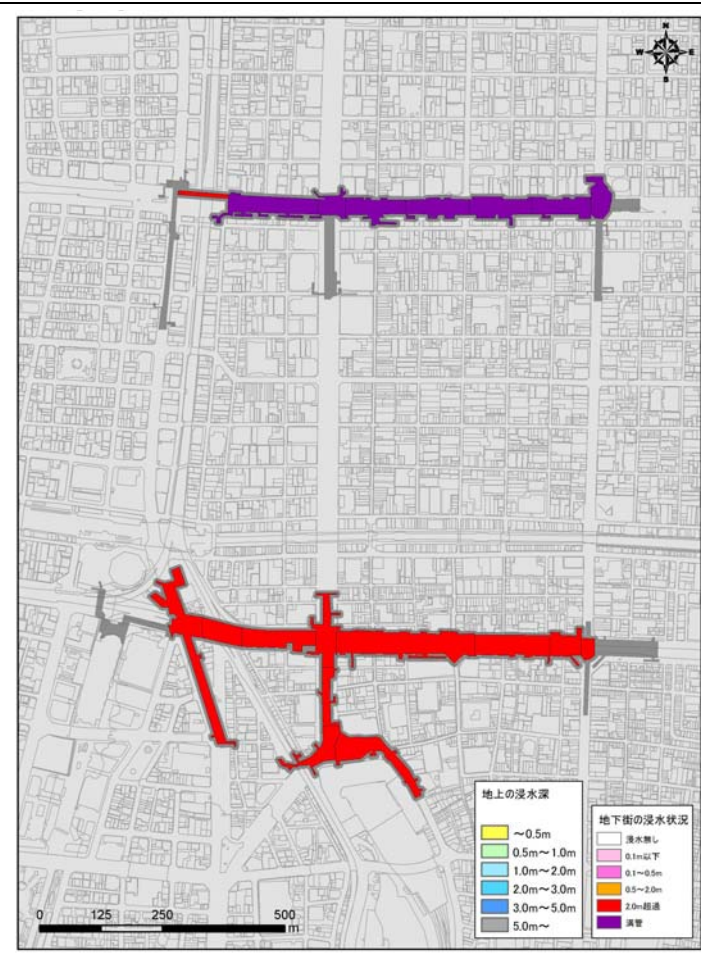 N
W E
S
地上の浸水深
～0.5m
0.5m～1.0m
1.0m～2.0m
2.0m～3.0m
3.0m～5.0m
5.0m～
地下街の浸水状況
浸水無し
0.1m以下
0.1～0.5m
0.5～2.0m
2.0m超過
満管
0 125 250 500
m